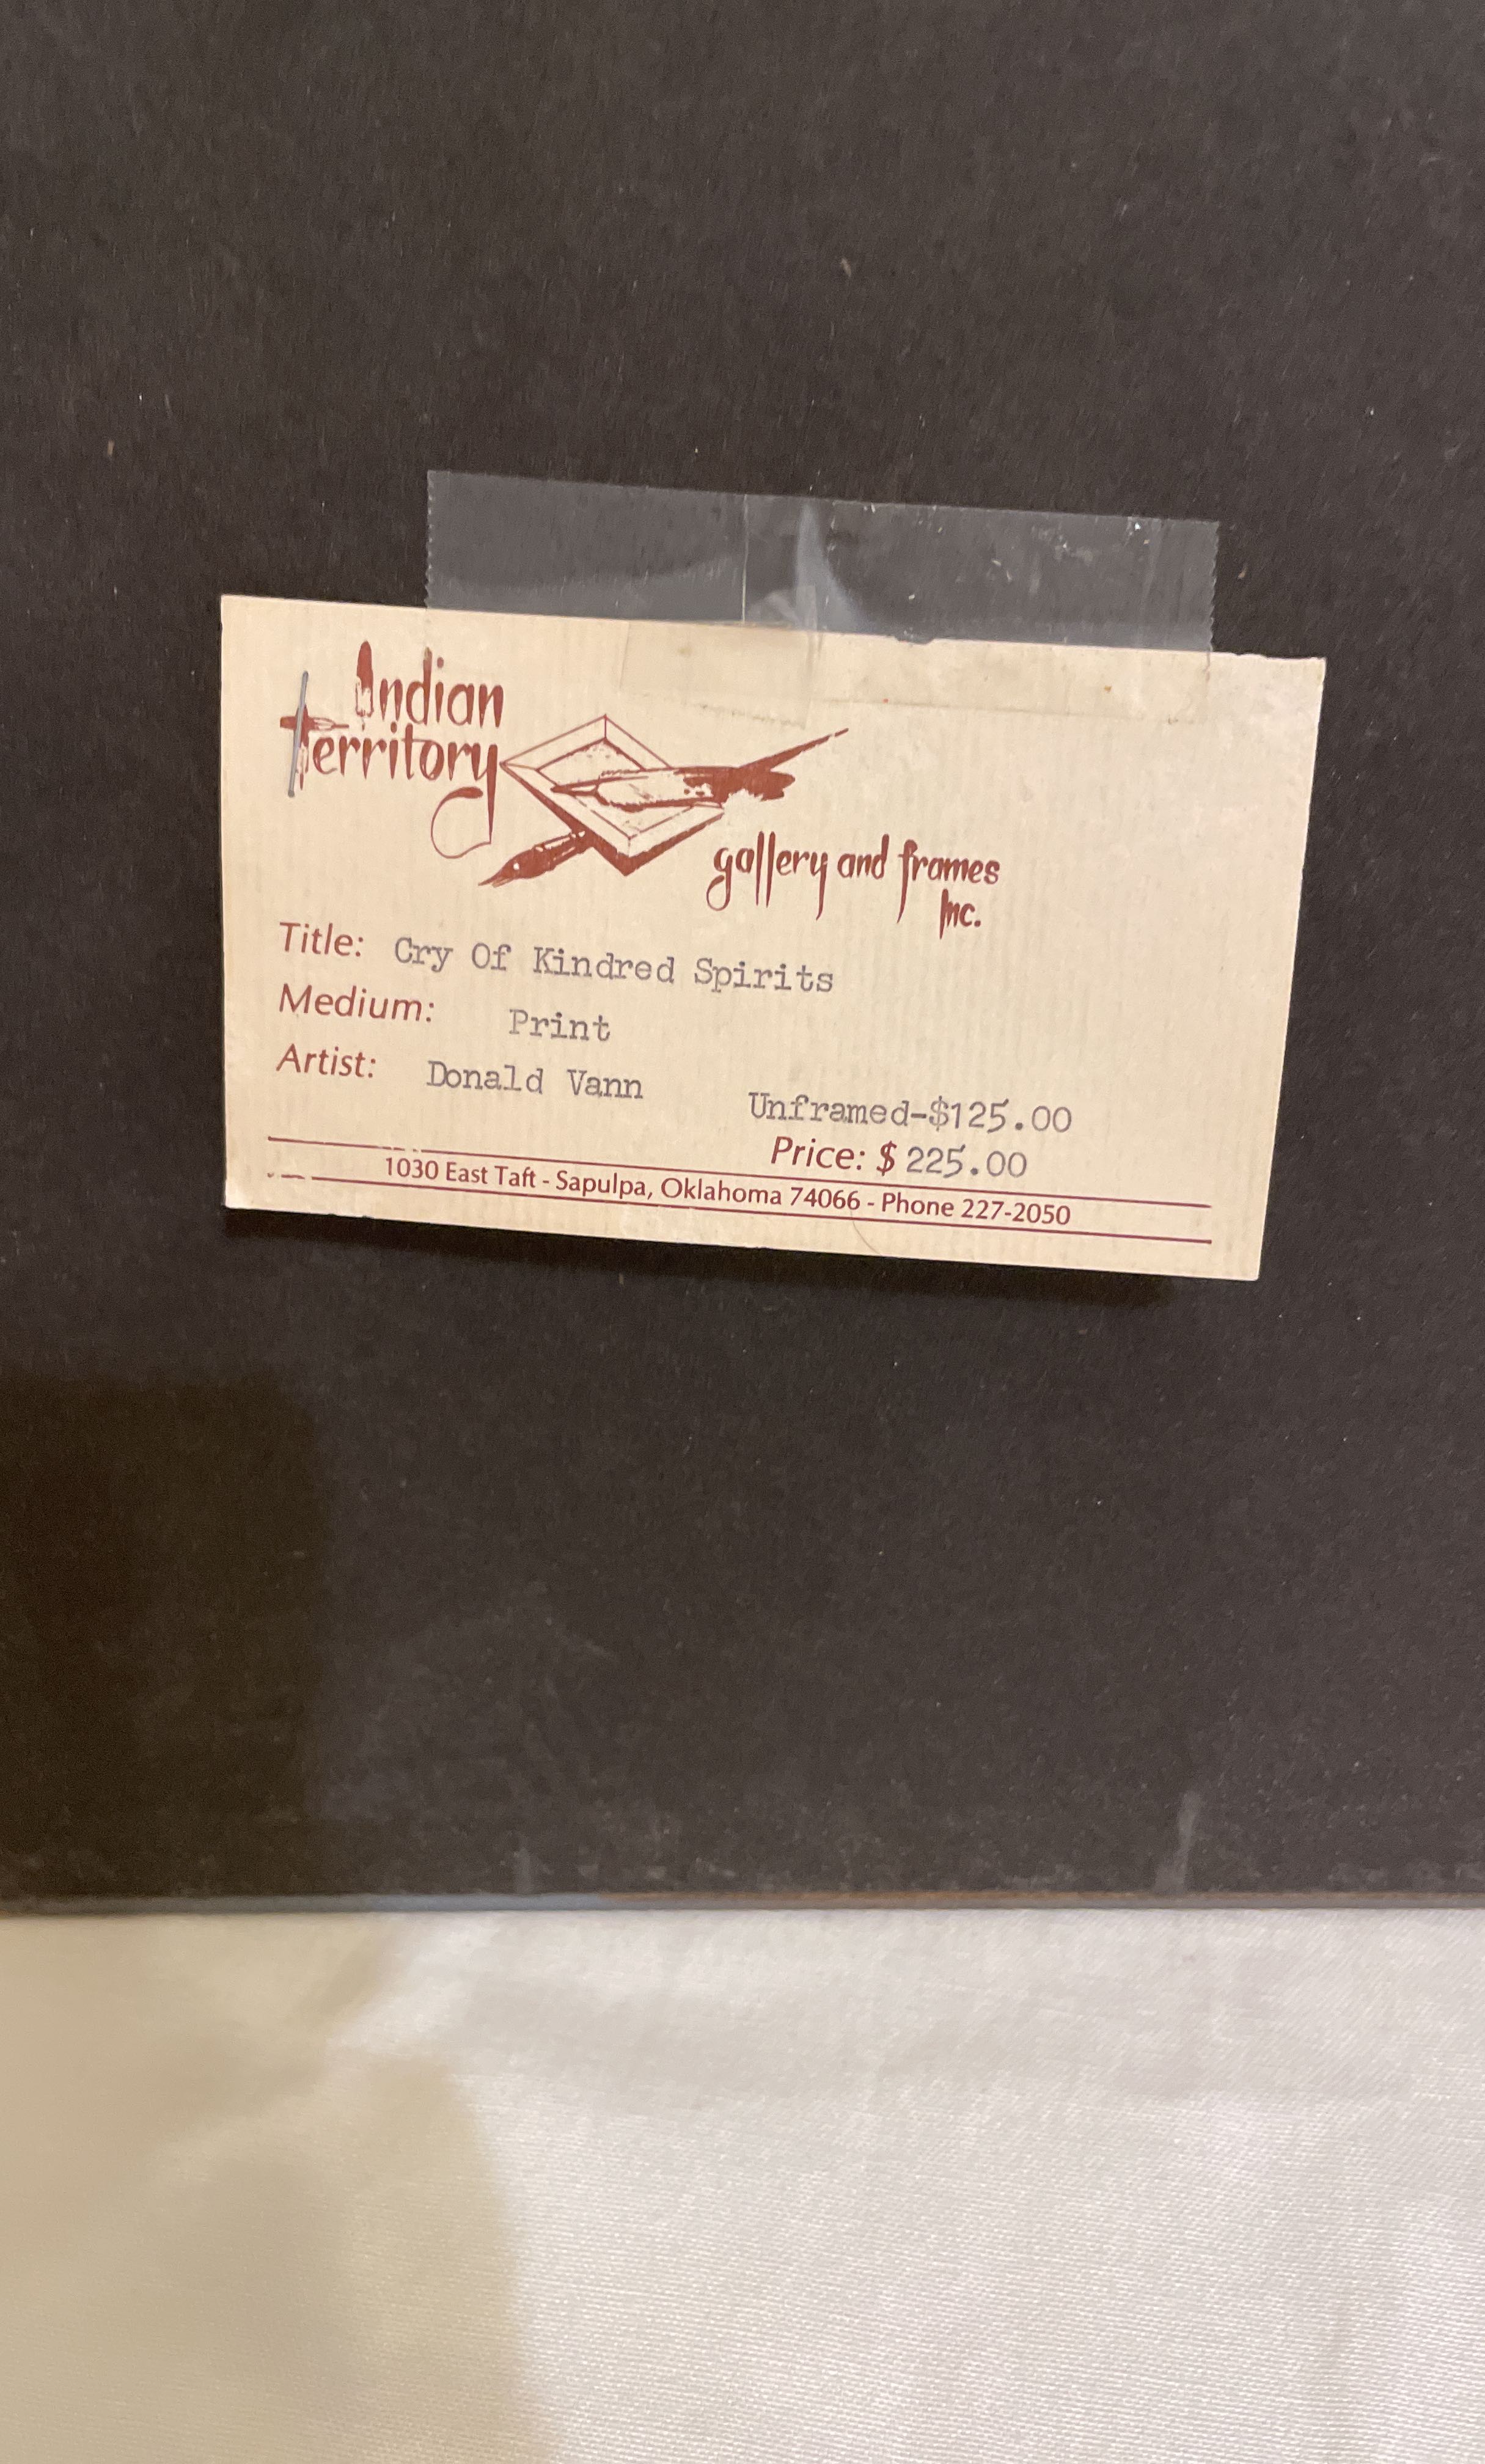 Indian
Territory
gallery and frames
Inc.
Title: Cry Of Kindred Spirits
Medium: Print
Artist: Donald Vann
Unframed-$125.00
Price: $ 225.00
1030 East Taft - Sapulpa, Oklahoma 74066 - Phone 227-2050